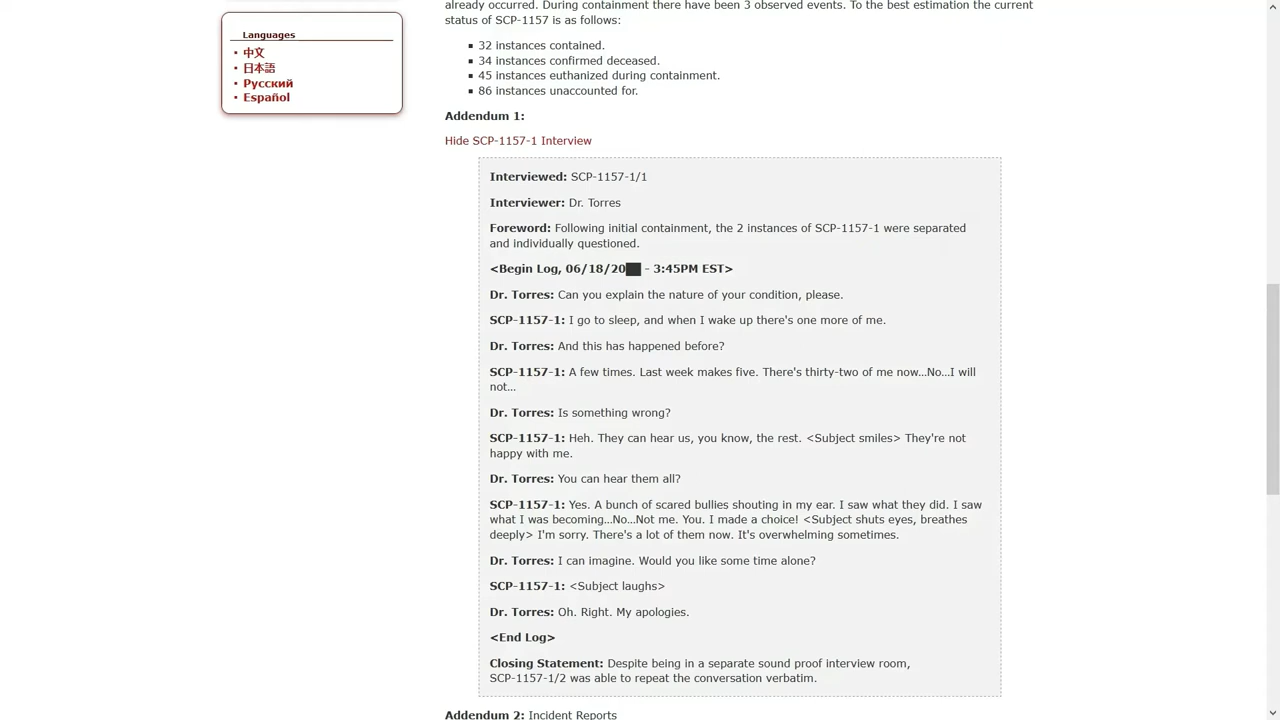 already occurred. During containment there have been 3 observed events. To the best estimation the current
status of SCP-1157 is as follows:
Languages
中文
日本語
Русский
Español
32 instances contained.
34 instances confirmed deceased.
45 instances euthanized during containment.
86 instances unaccounted for.
Addendum 1:
Hide SCP-1157-1 Interview
Interviewed: SCP-1157-1/1
Interviewer: Dr. Torres
Foreword: Following initial containment, the 2 instances of SCP-1157-1 were separated
and individually questioned.
<Begin Log, 06/18/20██ - 3:45PM EST>
Dr. Torres: Can you explain the nature of your condition, please.
SCP-1157-1: I go to sleep, and when I wake up there's one more of me.
Dr. Torres: And this has happened before?
SCP-1157-1: A few times. Last week makes five. There's thirty-two of me now…No…I will
not…
Dr. Torres: Is something wrong?
SCP-1157-1: Heh. They can hear us, you know, the rest. <Subject smiles> They're not
happy with me.
Dr. Torres: You can hear them all?
SCP-1157-1: Yes. A bunch of scared bullies shouting in my ear. I saw what they did. I saw
what I was becoming…No…Not me. You. I made a choice! <Subject shuts eyes, breathes
deeply> I'm sorry. There's a lot of them now. It's overwhelming sometimes.
Dr. Torres: I can imagine. Would you like some time alone?
SCP-1157-1: <Subject laughs>
Dr. Torres: Oh. Right. My apologies.
<End Log>
Closing Statement: Despite being in a separate sound proof interview room,
SCP-1157-1/2 was able to repeat the conversation verbatim.
Addendum 2: Incident Reports